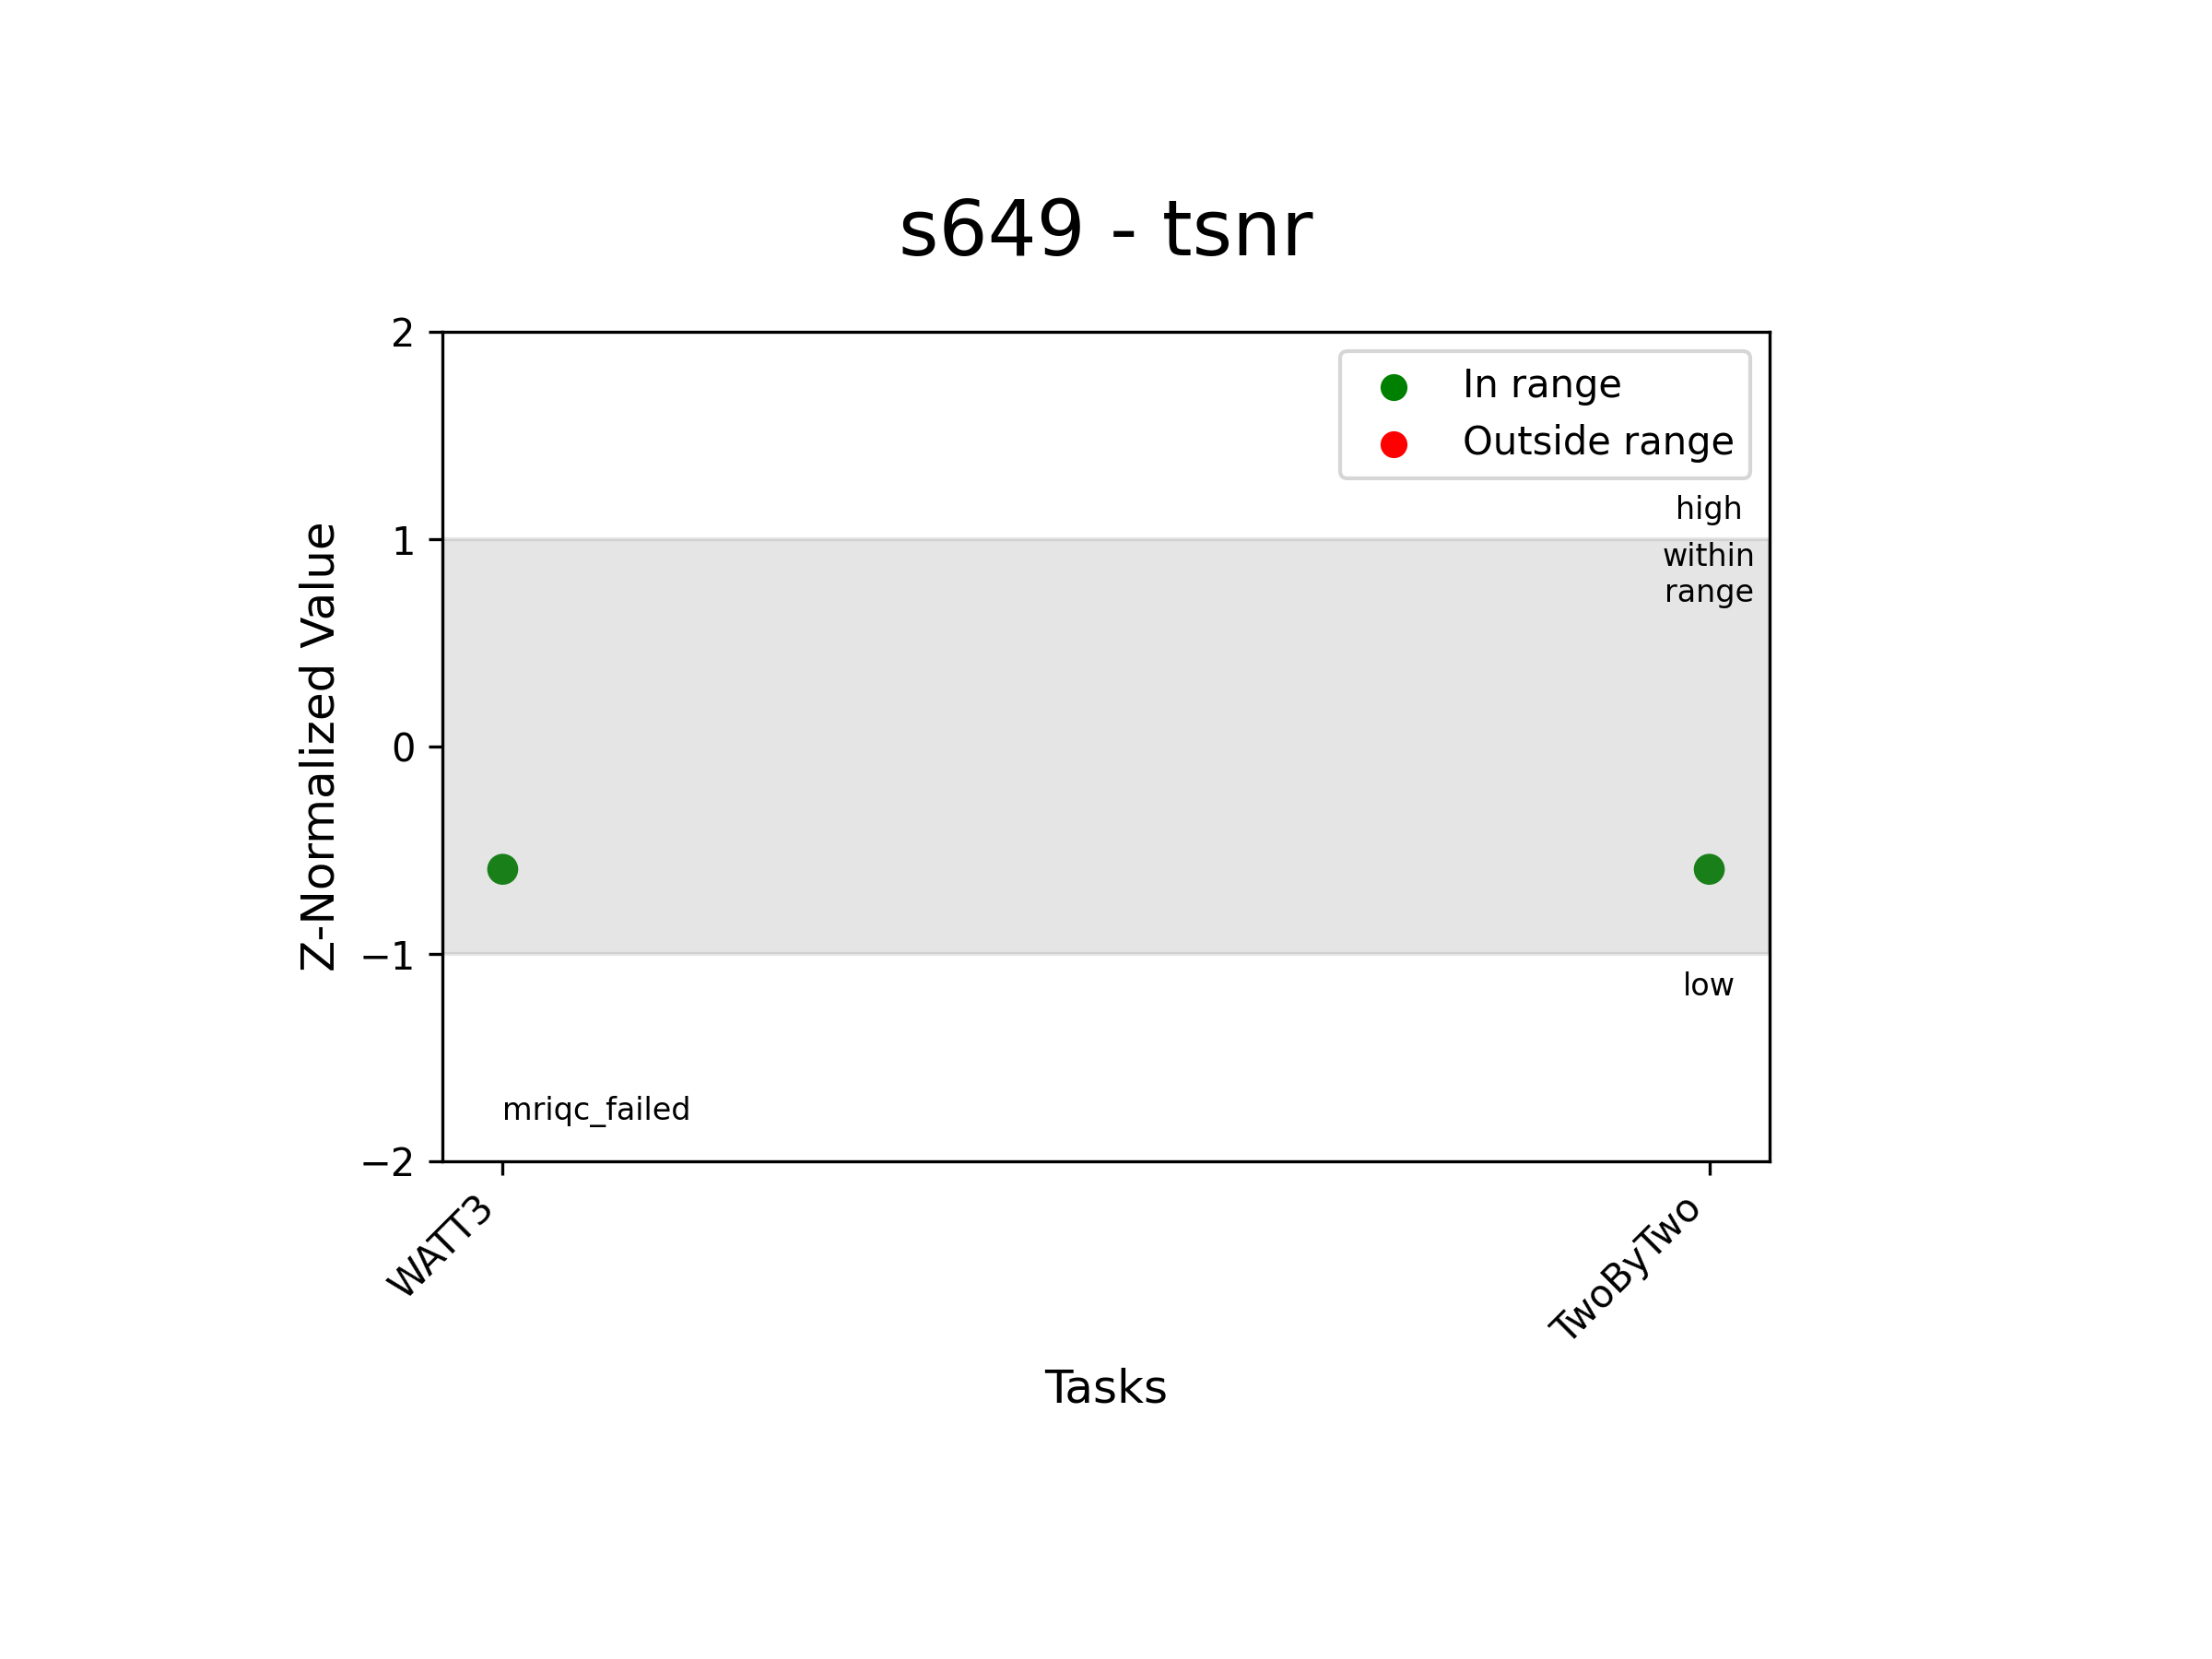 s649 - tsnr
2
In range
Outside range
high
1
within
range
Z-Normalized Value
0
−1
low
mriqc_failed
−2
WATT3
TwoByTwo
Tasks